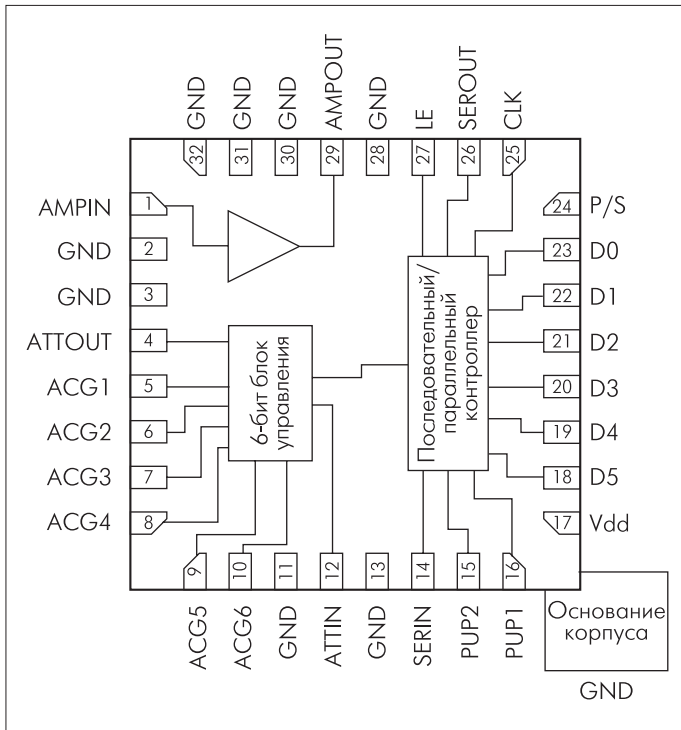 GND
GND
GND
AMPOUT
GND
LE
SEROUT
CLK
32
31
30
29
28
27
26
25
AMPIN
1
GND
2
GND
3
ATTOUT
4
ACG1
5
ACG2
6
ACG3
7
ACG4
8
24
P/S
23
D0
22
D1
21
D2
20
D3
19
D4
18
D5
17
Vdd
6-бит блок
управления
Последовательный/
параллельный
контроллер
9
10
11
12
13
14
15
16
ACG5
ACG6
GND
ATTIN
GND
SERIN
PUP2
PUP1
Основание
корпуса
GND